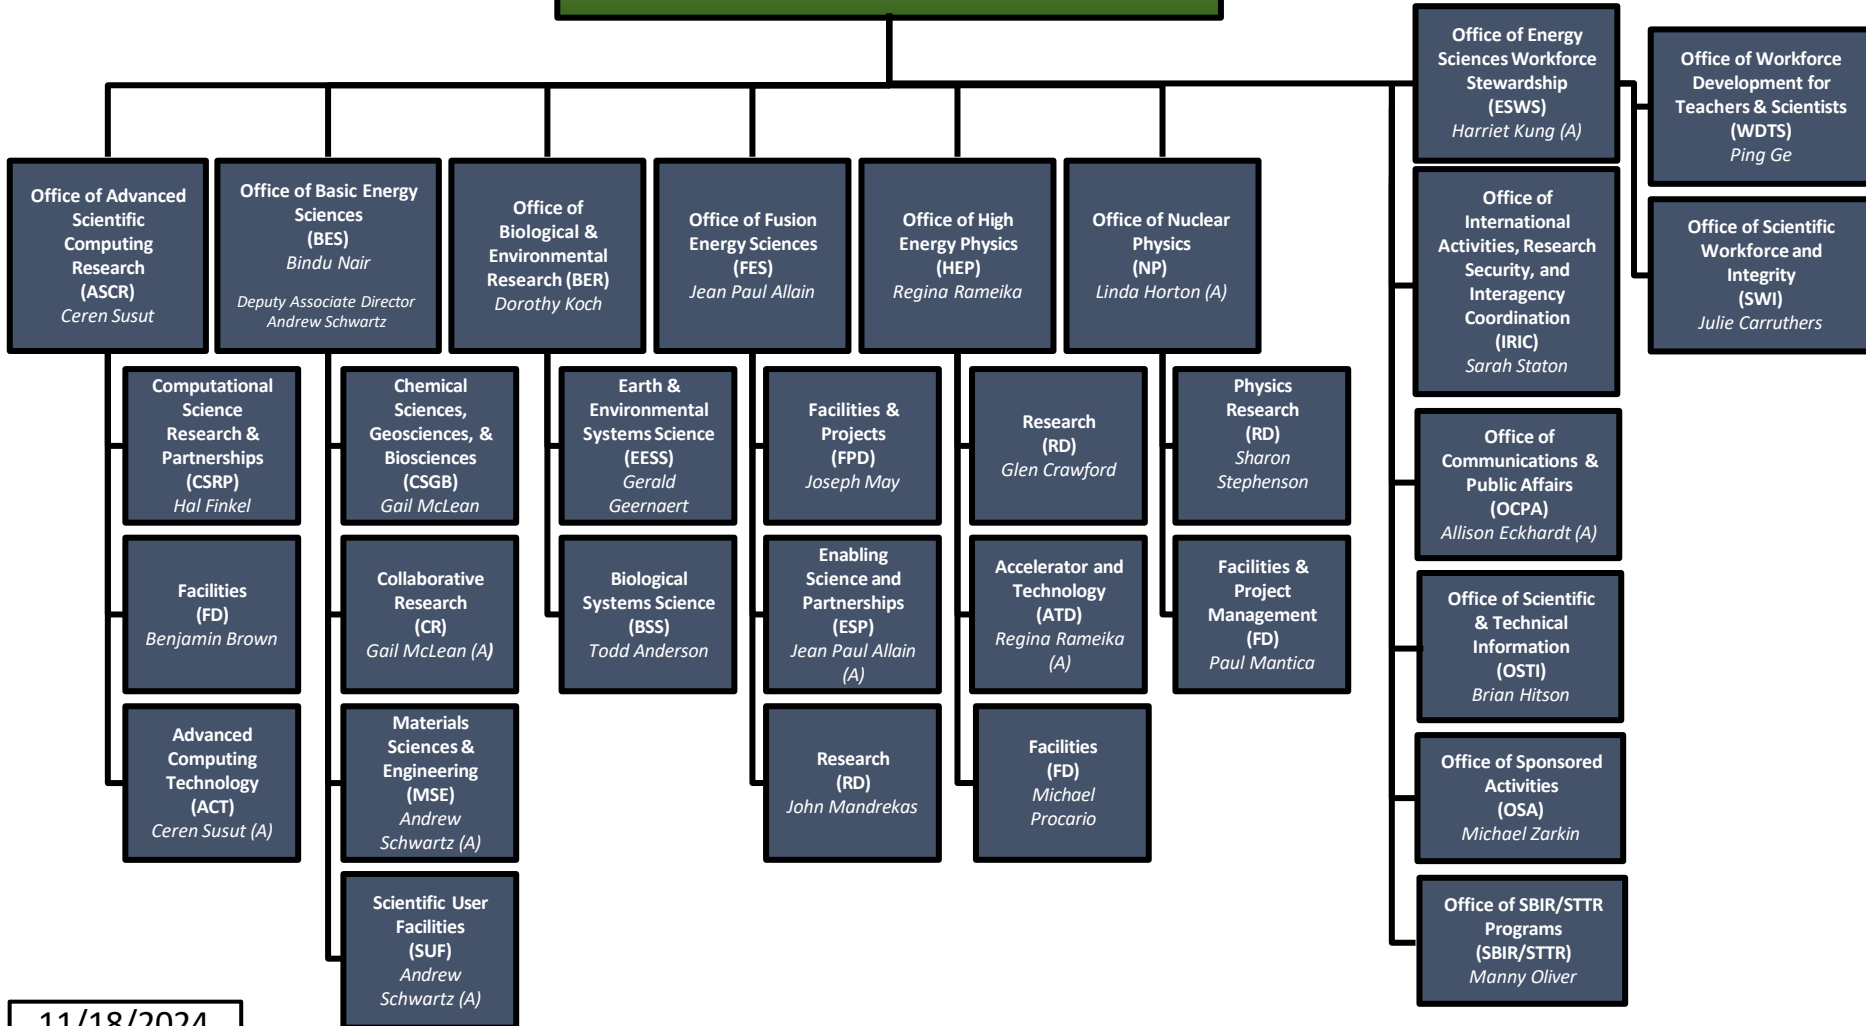 Office of Advanced
Scientific
Computing
Research
(ASCR)
Ceren Susut
Computational
Science
Research &
Partnerships
(CSRP)
Hal Finkel
Facilities
(FD)
Benjamin Brown
Advanced
Computing
Technology
(ACT)
Ceren Susut (A)
Office of Basic Energy
Sciences
(BES)
Bindu Nair
Deputy Associate Director
Andrew Schwartz
Chemical
Sciences,
Geosciences, &
Biosciences
(CSGB)
Gail McLean
Collaborative
Research
(CR)
Gail McLean (A)
Materials
Sciences &
Engineering
(MSE)
Andrew
Schwartz (A)
Scientific User
Facilities
(SUF)
Andrew
Schwartz (A)
Office of
Biological &
Environmental
Research (BER)
Dorothy Koch
Earth &
Environmental
Systems Science
(EESS)
Gerald
Geernaert
Biological
Systems Science
(BSS)
Todd Anderson
Office of Fusion
Energy Sciences
(FES)
Jean Paul Allain
Facilities &
Projects
(FPD)
Joseph May
Enabling
Science and
Partnerships
(ESP)
Jean Paul Allain
(A)
Research
(RD)
John Mandrekas
Office of High
Energy Physics
(HEP)
Regina Rameika
Research
(RD)
Glen Crawford
Accelerator and
Technology
(ATD)
Regina Rameika
(A)
Facilities
(FD)
Michael
Procario
Office of Nuclear
Physics
(NP)
Linda Horton (A)
Physics
Research
(RD)
Sharon
Stephenson
Facilities &
Project
Management
(FD)
Paul Mantica
Office of Energy
Sciences Workforce
Stewardship
(ESWS)
Harriet Kung (A)
Office of Workforce
Development for
Teachers & Scientists
(WDTS)
Ping Ge
Office of Scientific
Workforce and
Integrity
(SWI)
Julie Carruthers
Office of
International
Activities, Research
Security, and
Interagency
Coordination
(IRIC)
Sarah Staton
Office of
Communications &
Public Affairs
(OCPA)
Allison Eckhardt (A)
Office of Scientific
& Technical
Information
(OSTI)
Brian Hitson
Office of Sponsored
Activities
(OSA)
Michael Zarkin
Office of SBIR/STTR
Programs
(SBIR/STTR)
Manny Oliver
11/18/2024